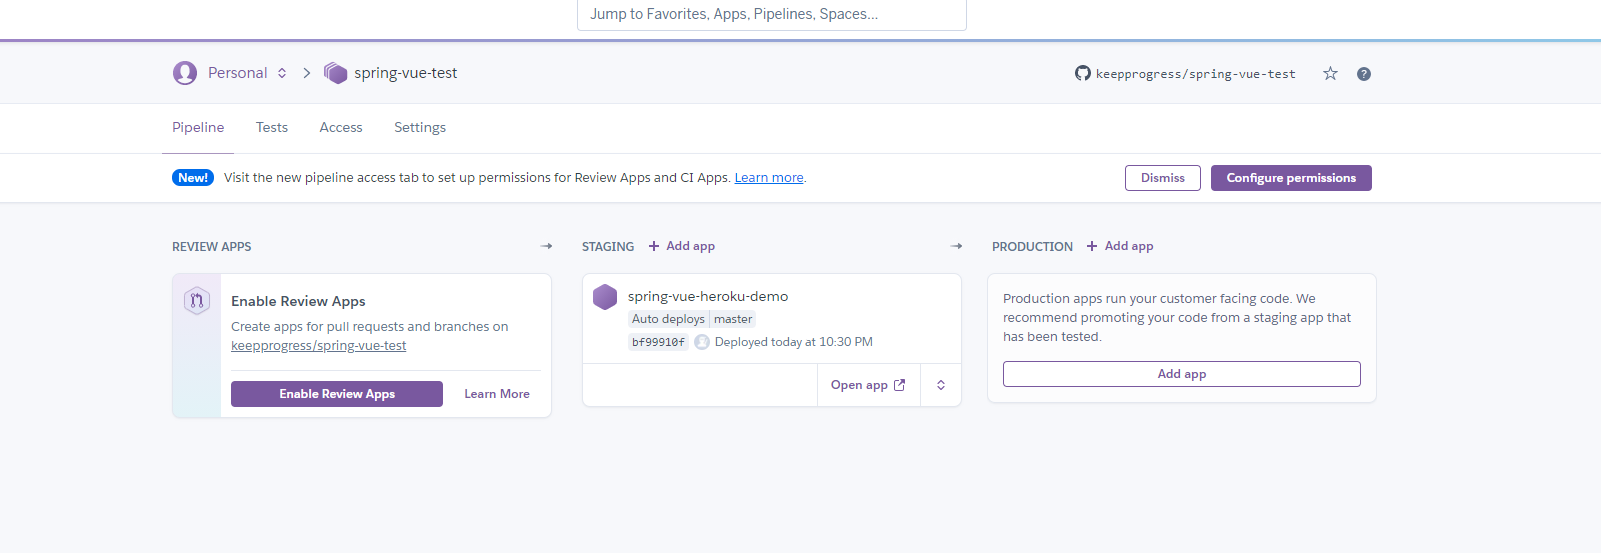 Jump to Favorites, Apps, Pipelines, Spaces...
Personal spring-vue-test
keepprogress/spring-vue-test ?
Pipeline Tests Access Settings
New! Visit the new pipeline access tab to set up permissions for Review Apps and CI Apps. Learn more.
Dismiss Configure permissions
REVIEW APPS
Enable Review Apps
Create apps for pull requests and branches on
keepprogress/spring-vue-test
Enable Review Apps Learn More
STAGING + Add app
spring-vue-heroku-demo
Auto deploys master
bf99910f Deployed today at 10:30 PM
Open app
PRODUCTION + Add app
Production apps run your customer facing code. We
recommend promoting your code from a staging app that
has been tested.
Add app